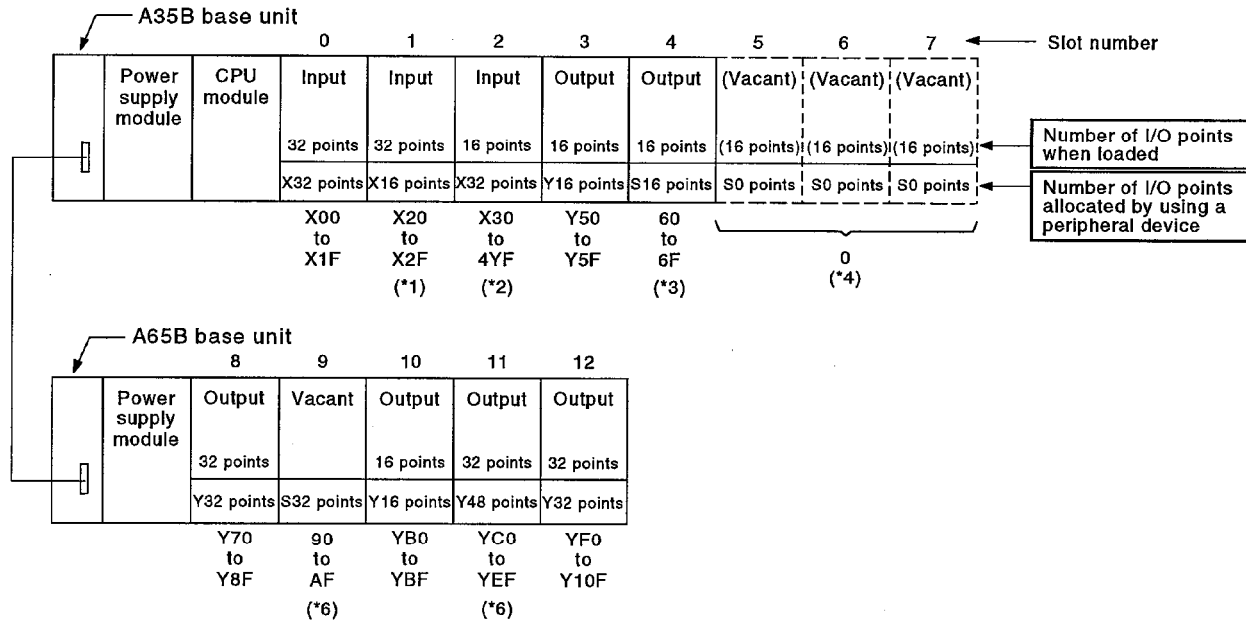 A35B base unit
0 1 2 3 4 5 6 7 Slot number
Power supply module
CPU module
Input
Input
Input
Output
Output
(Vacant)
(Vacant)
(Vacant)
32 points 32 points 16 points 16 points 16 points (16 points) (16 points) (16 points)
Number of I/O points when loaded
X32 points X16 points X32 points Y16 points S16 points S0 points S0 points S0 points
Number of I/O points allocated by using a peripheral device
X00 to X1F
X20 to X2F (*1)
X30 to 4YF (*2)
Y50 to Y5F
60 to 6F (*3)
0 (*4)
A65B base unit
8 9 10 11 12
Power supply module
Output
Vacant
Output
Output
Output
32 points 16 points 32 points 32 points
Y32 points S32 points Y16 points Y48 points Y32 points
Y70 to Y8F
90 to AF (*6)
YB0 to YBF
YC0 to YEF (*6)
YF0 to Y10F